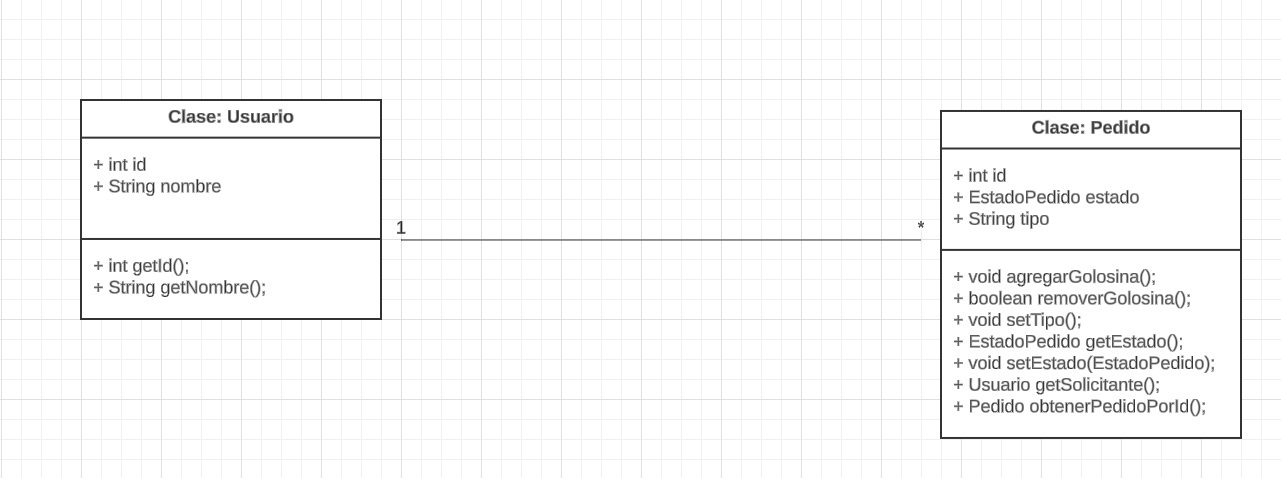 Clase: Usuario
+ int id
+ String nombre
+ int getId();
+ String getNombre();
1
*
Clase: Pedido
+ int id
+ EstadoPedido estado
+ String tipo
+ void agregarGolosina();
+ boolean removerGolosina();
+ void setTipo();
+ EstadoPedido getEstado();
+ void setEstado(EstadoPedido);
+ Usuario getSolicitante();
+ Pedido obtenerPedidoPorId();